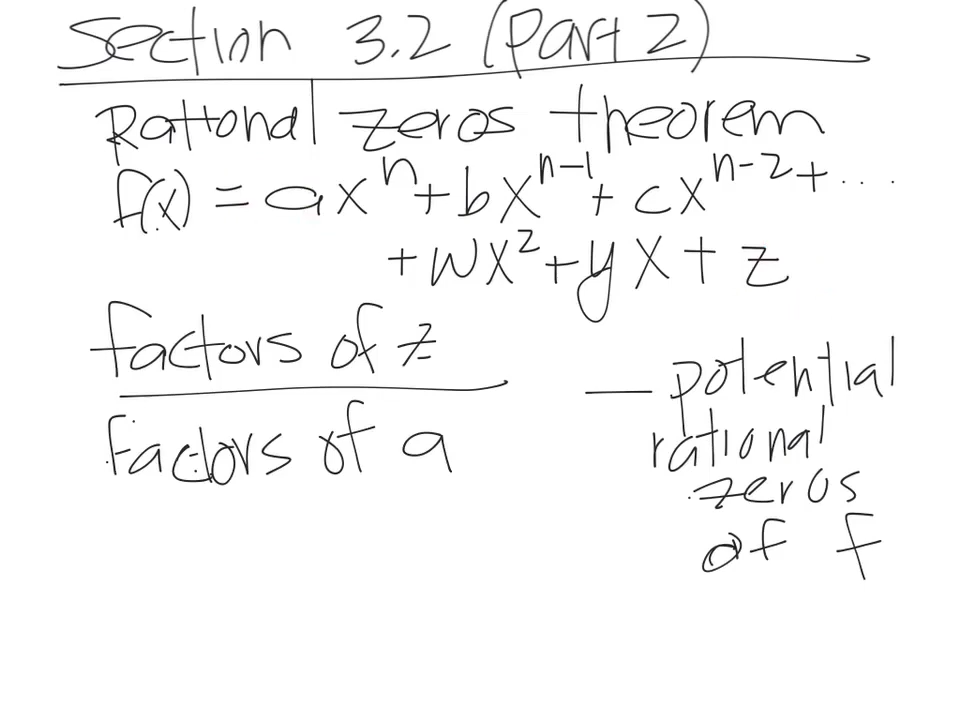 Section 3.2 (Part 2)
Rational zeros theorem
f(x) = ax^n + bx^{n-1} + cx^{n-2} + ....
+ wx^2 + yx + z
factors of z
factors of a
— potential
rational
zeros
of f